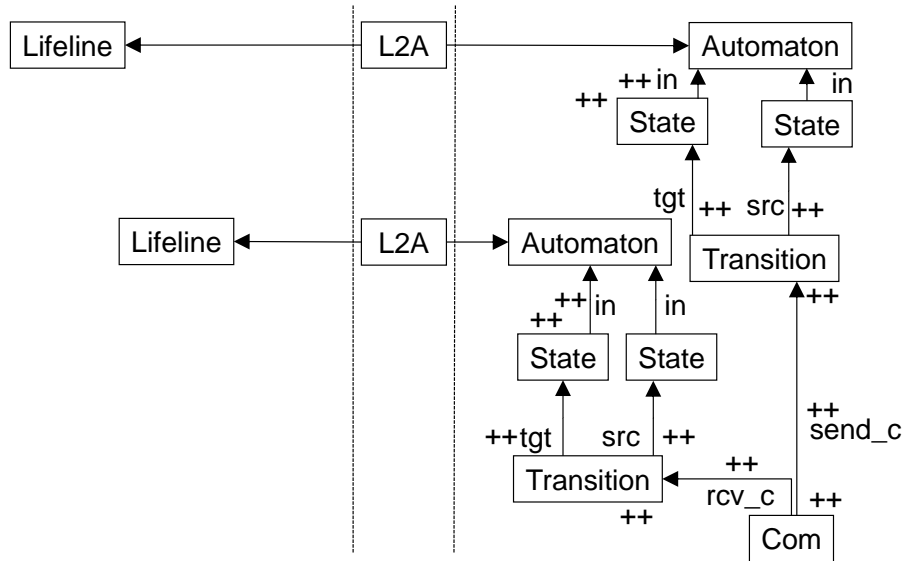 Lifeline L2A Automaton
++ in in
++
State State
tgt ++ src ++
Lifeline L2A Automaton Transition
++
++ in in
++
State State
++
send_c
++ tgt src ++
++
Transition rcv_c
++ ++
Com